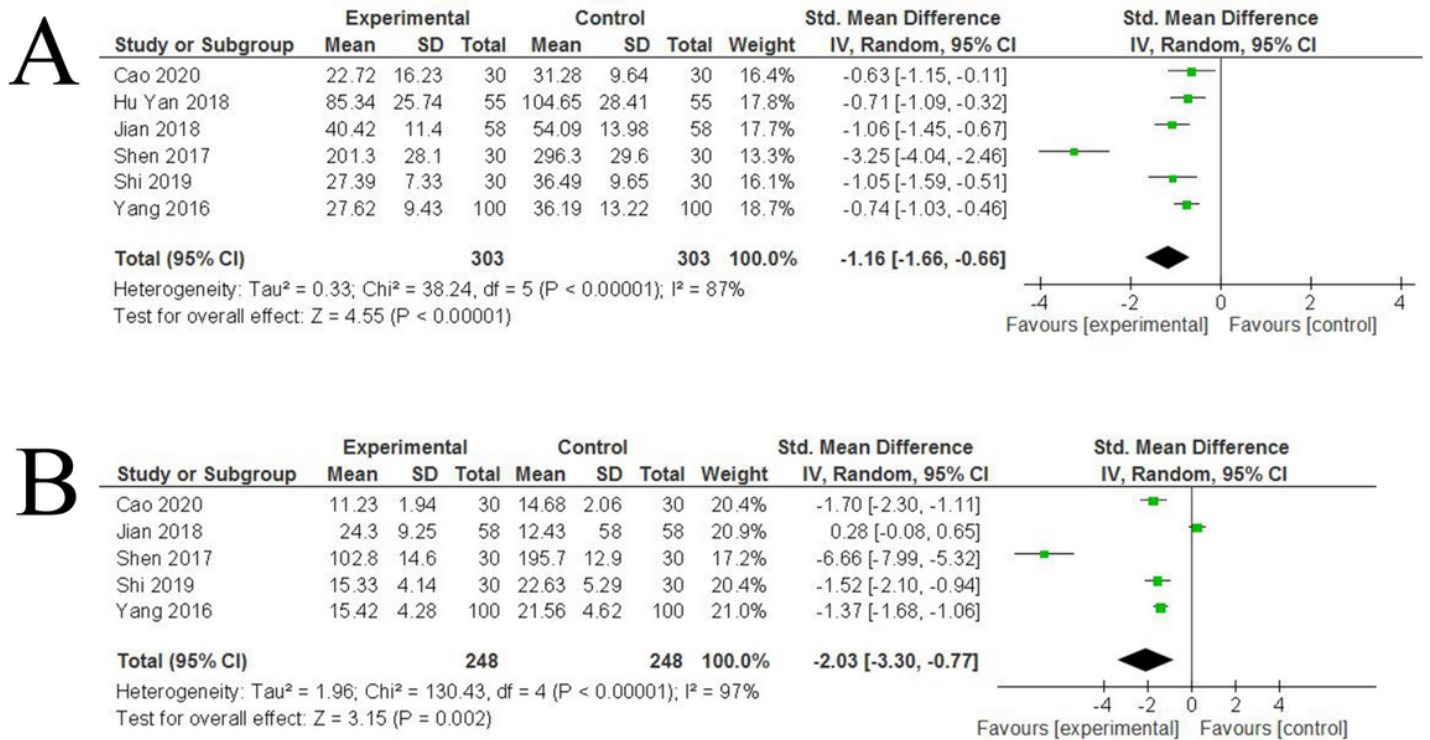 A
Experimental Control Std. Mean Difference Std. Mean Difference
Study or Subgroup Mean SD Total Mean SD Total Weight IV, Random, 95% CI IV, Random, 95% CI
Cao 2020 22.72 16.23 30 31.28 9.64 30 16.4% -0.63 [-1.15, -0.11]
Hu Yan 2018 85.34 25.74 55 104.65 28.41 55 17.8% -0.71 [-1.09, -0.32]
Jian 2018 40.42 11.4 58 54.09 13.98 58 17.7% -1.06 [-1.45, -0.67]
Shen 2017 201.3 28.1 30 296.3 29.6 30 13.3% -3.25 [-4.04, -2.46]
Shi 2019 27.39 7.33 30 36.49 9.65 30 16.1% -1.05 [-1.59, -0.51]
Yang 2016 27.62 9.43 100 36.19 13.22 100 18.7% -0.74 [-1.03, -0.46]
Total (95% CI) 303 303 100.0% -1.16 [-1.66, -0.66]
Heterogeneity: Tau² = 0.33; Chi² = 38.24, df = 5 (P < 0.00001); I² = 87%
Test for overall effect: Z = 4.55 (P < 0.00001)
-4 -2 0 2 4
Favours [experimental] Favours [control]
B
Experimental Control Std. Mean Difference Std. Mean Difference
Study or Subgroup Mean SD Total Mean SD Total Weight IV, Random, 95% CI IV, Random, 95% CI
Cao 2020 11.23 1.94 30 14.68 2.06 30 20.4% -1.70 [-2.30, -1.11]
Jian 2018 24.3 9.25 58 12.43 58 58 20.9% 0.28 [-0.08, 0.65]
Shen 2017 102.8 14.6 30 195.7 12.9 30 17.2% -6.66 [-7.99, -5.32]
Shi 2019 15.33 4.14 30 22.63 5.29 30 20.4% -1.52 [-2.10, -0.94]
Yang 2016 15.42 4.28 100 21.56 4.62 100 21.0% -1.37 [-1.68, -1.06]
Total (95% CI) 248 248 100.0% -2.03 [-3.30, -0.77]
Heterogeneity: Tau² = 1.96; Chi² = 130.43, df = 4 (P < 0.00001); I² = 97%
Test for overall effect: Z = 3.15 (P = 0.002)
-4 -2 0 2 4
Favours [experimental] Favours [control]